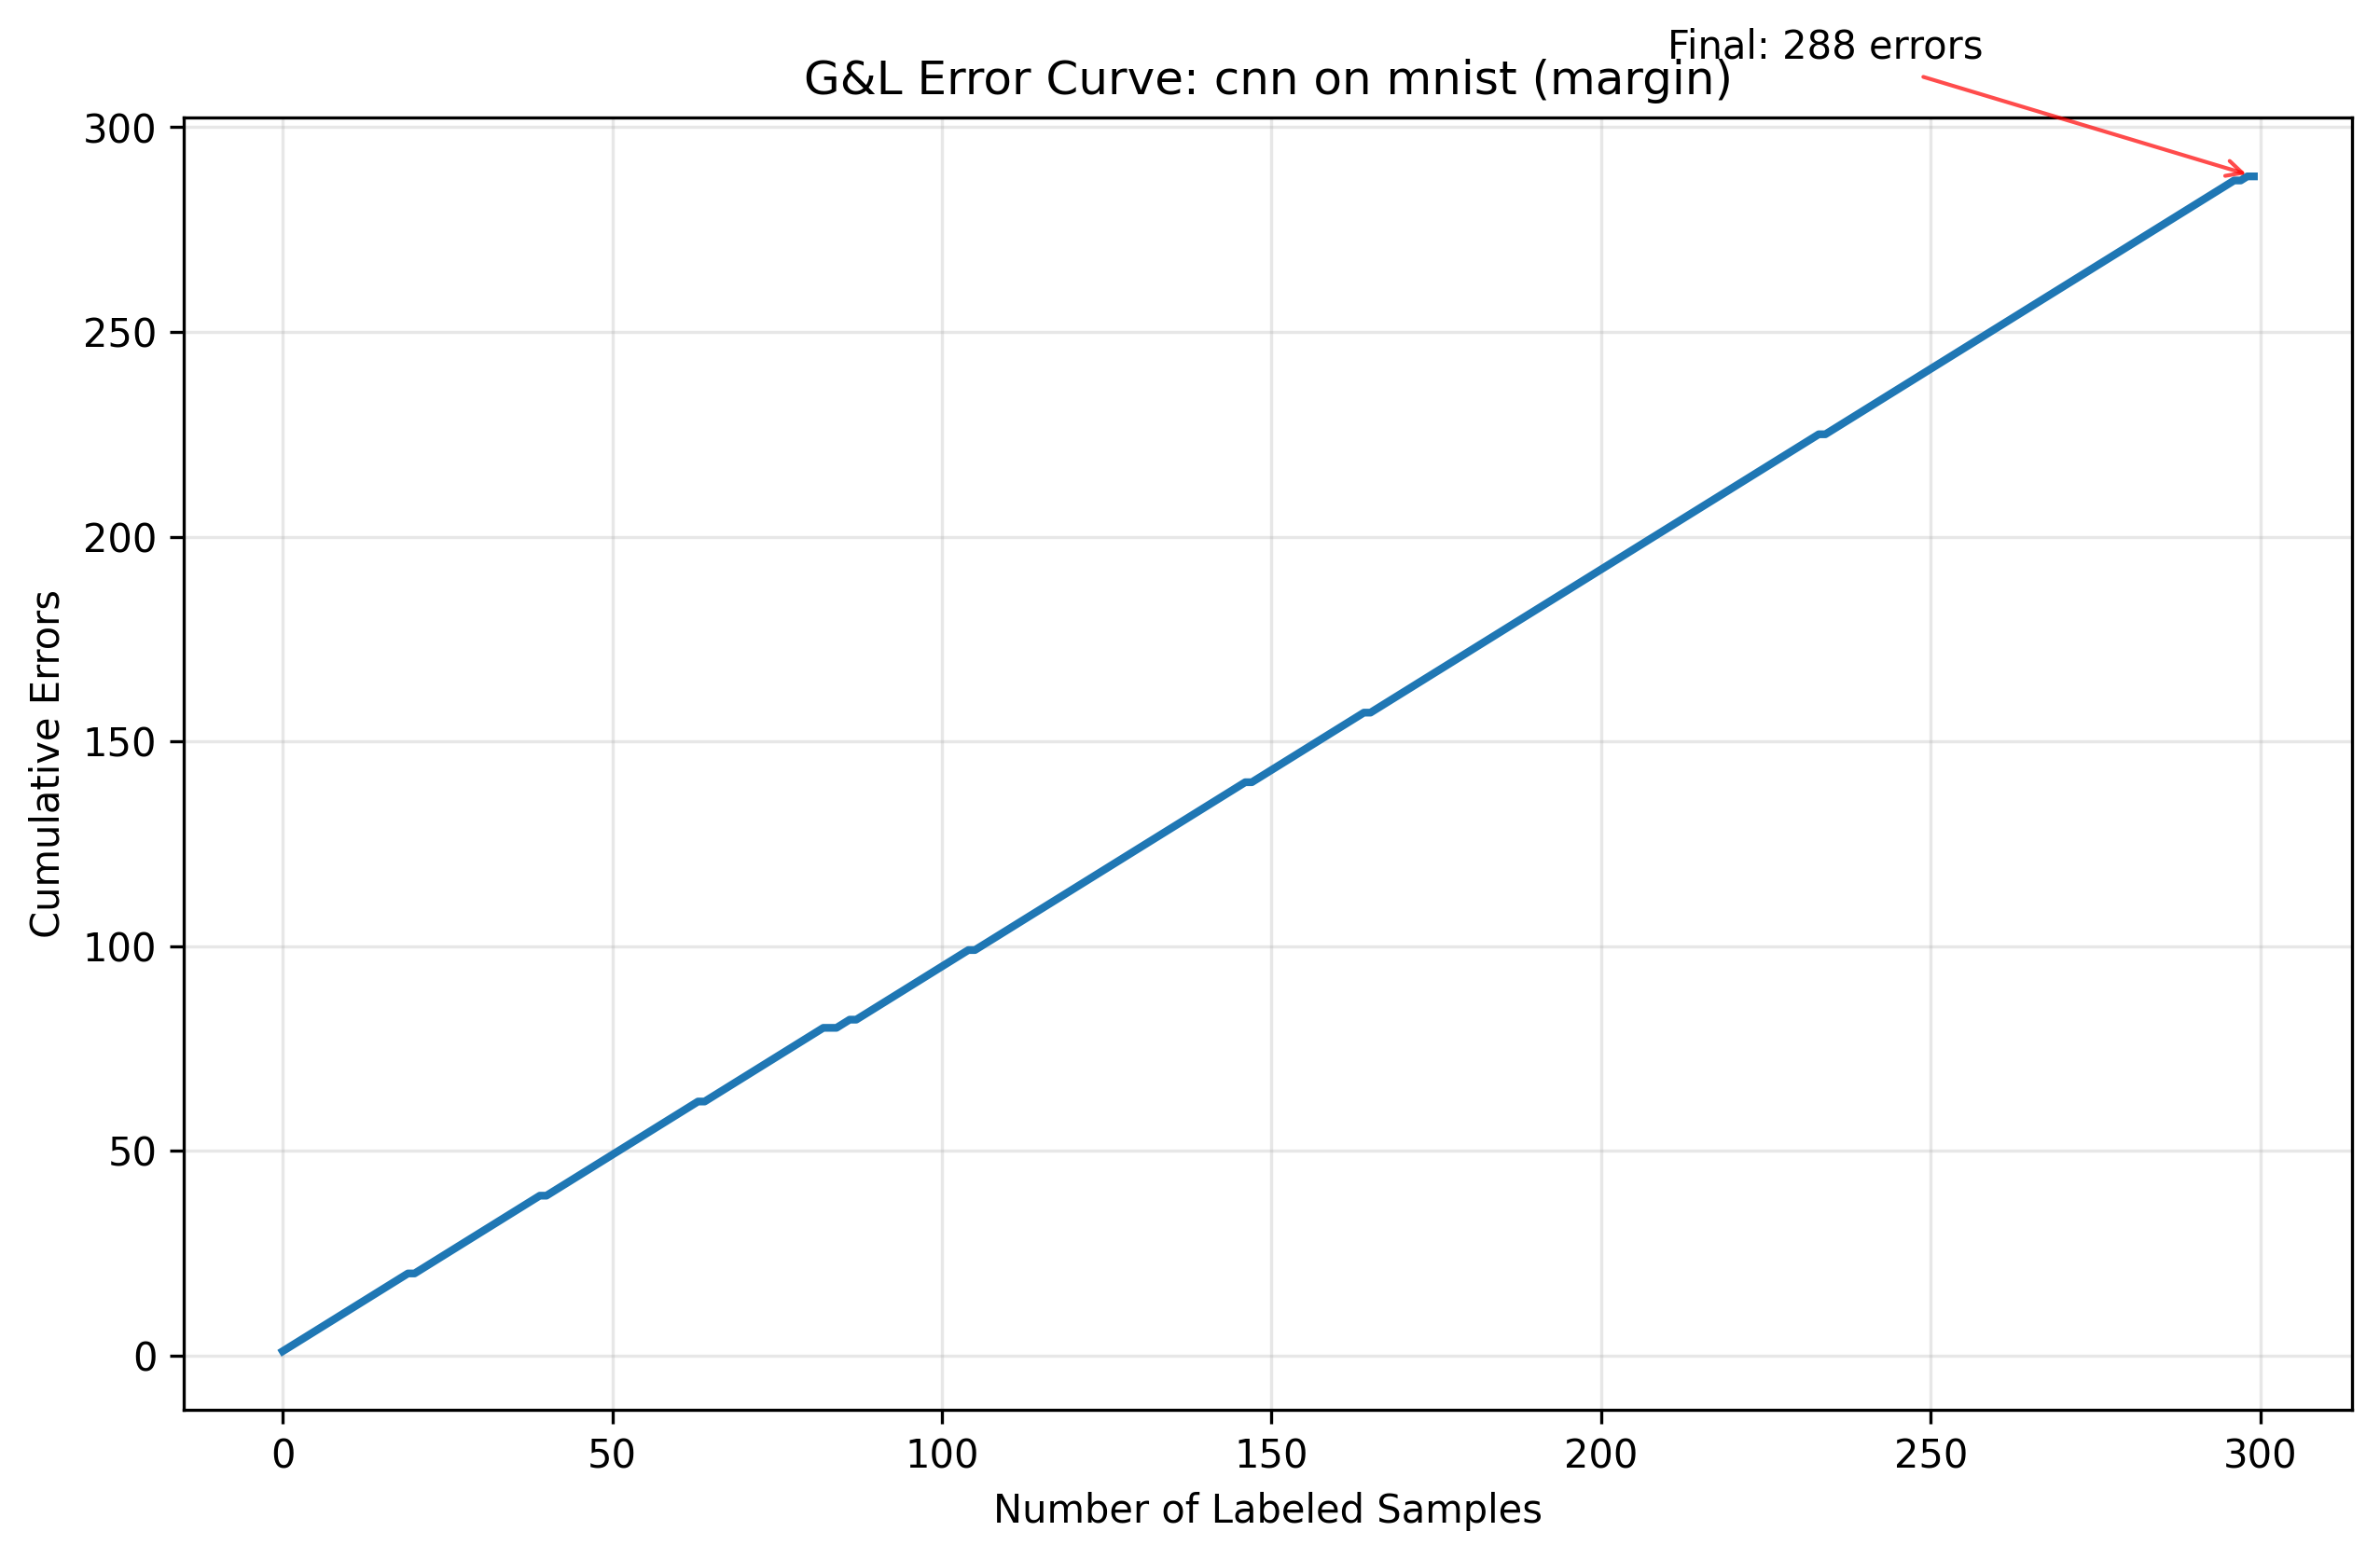 Final: 288 errors
G&L Error Curve: cnn on mnist (margin)
300
250
200
150
100
50
0
Cumulative Errors
0 50 100 150 200 250 300
Number of Labeled Samples